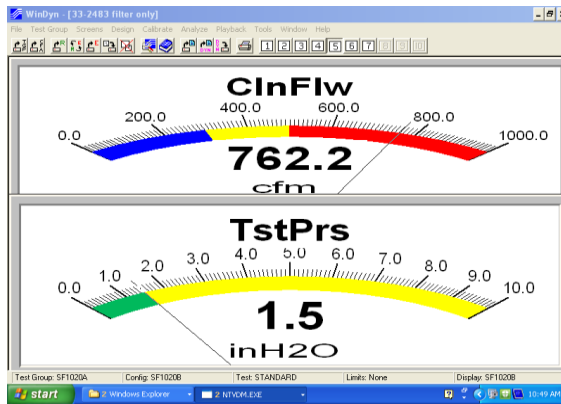 WinDyn - [33-2483 filter only]
File Test Group Screens Design Calibrate Analyze Playback Tools Window Help
1 2 3 4 5 6 7 8 9 10
ClnFlw
0.0 200.0 400.0 600.0 800.0 1000.0
762.2
cfm
TstPrs
0.0 1.0 2.0 3.0 4.0 5.0 6.0 7.0 8.0 9.0 10.0
1.5
inH2O
Test Group: SF1020A Config: SF1020B Test: STANDARD Limits: None Display: SF1020B
start 2 Windows Explorer 2 NTVDM.EXE 10:49 AM